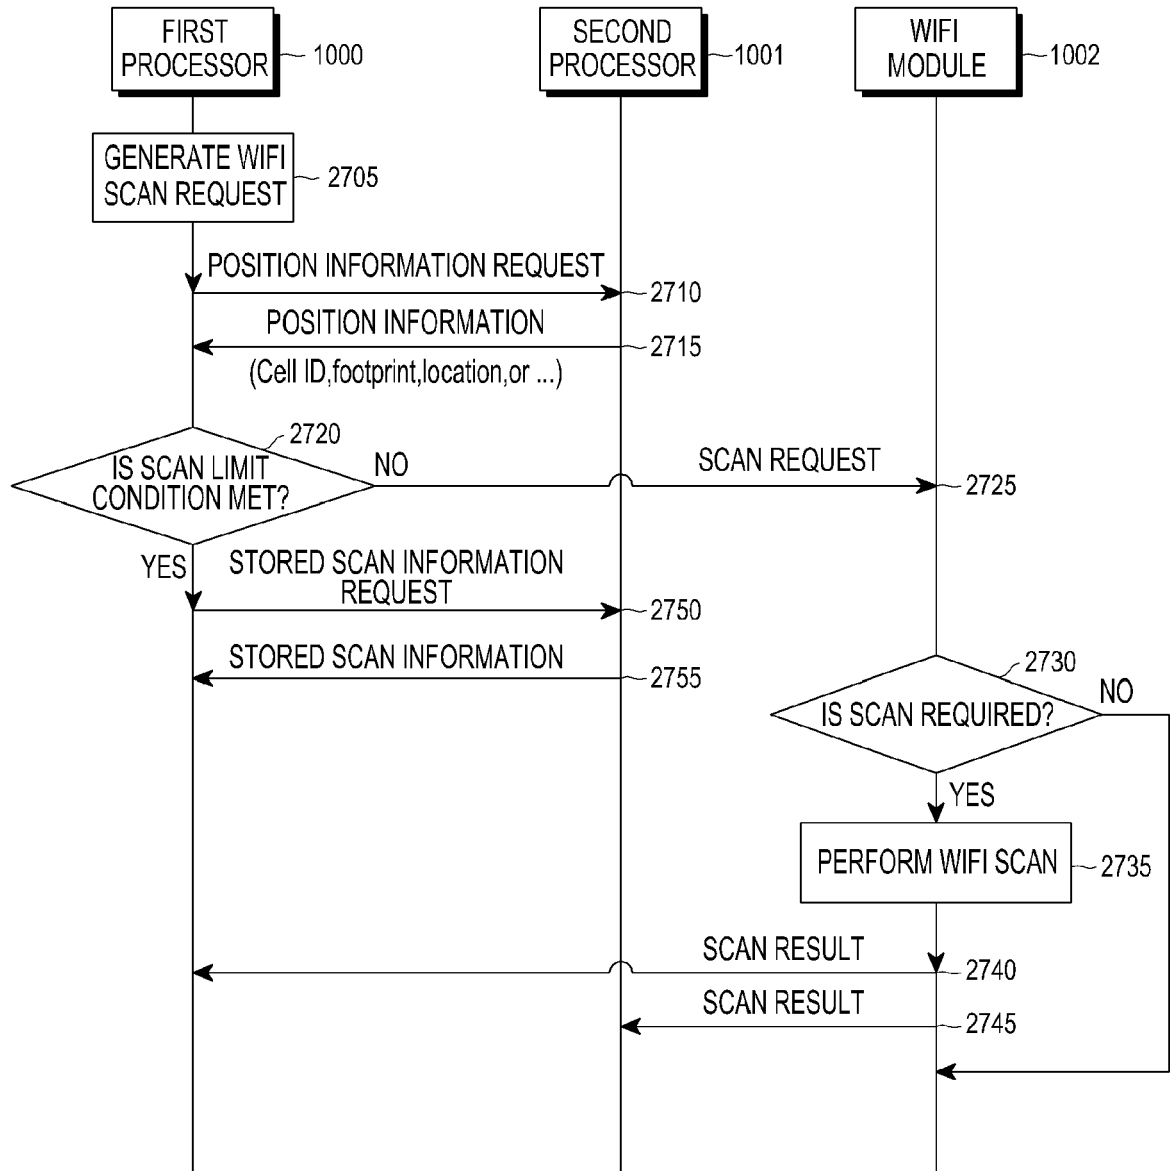 FIRST
PROCESSOR
1000
SECOND
PROCESSOR
1001
WIFI
MODULE
1002
GENERATE WIFI
SCAN REQUEST
2705
POSITION INFORMATION REQUEST
2710
POSITION INFORMATION
2715
(Cell ID,footprint,location,or ...)
2720
IS SCAN LIMIT
CONDITION MET?
NO
SCAN REQUEST
2725
YES
STORED SCAN INFORMATION
REQUEST
2750
STORED SCAN INFORMATION
2755
2730
IS SCAN REQUIRED?
NO
YES
PERFORM WIFI SCAN
2735
SCAN RESULT
2740
SCAN RESULT
2745